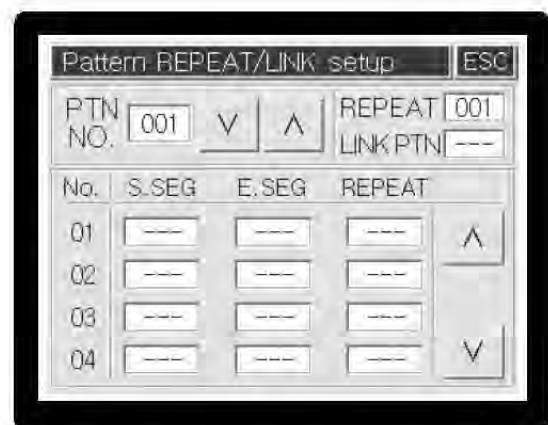 Pattern REPEAT/LINK setup ESC
PTN NO. 001 V Λ REPEAT 001
LINK PTN ---
No. S.SEG E.SEG REPEAT
01 --- --- --- Λ
02 --- --- ---
03 --- --- ---
04 --- --- --- V